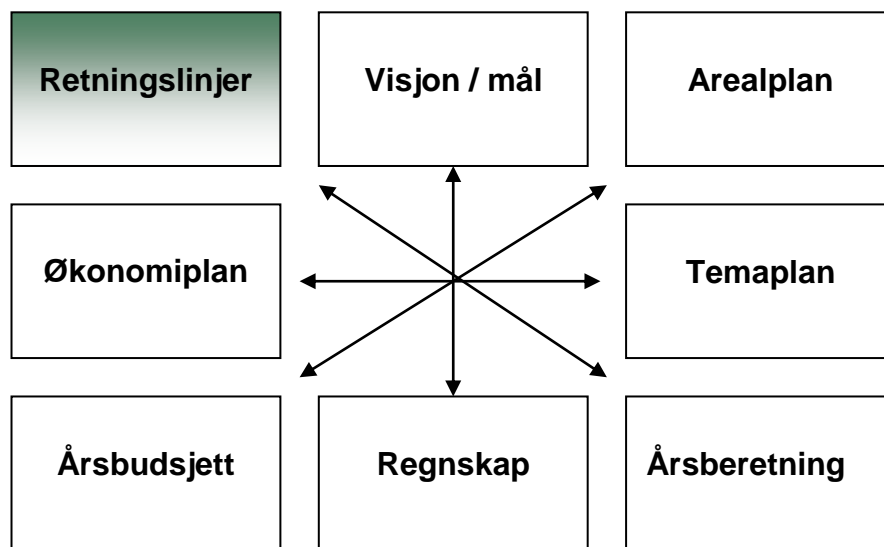 Retningslinjer
Visjon / mål
Arealplan
Økonomiplan
Temaplan
Årsbudsjett
Regnskap
Årsberetning